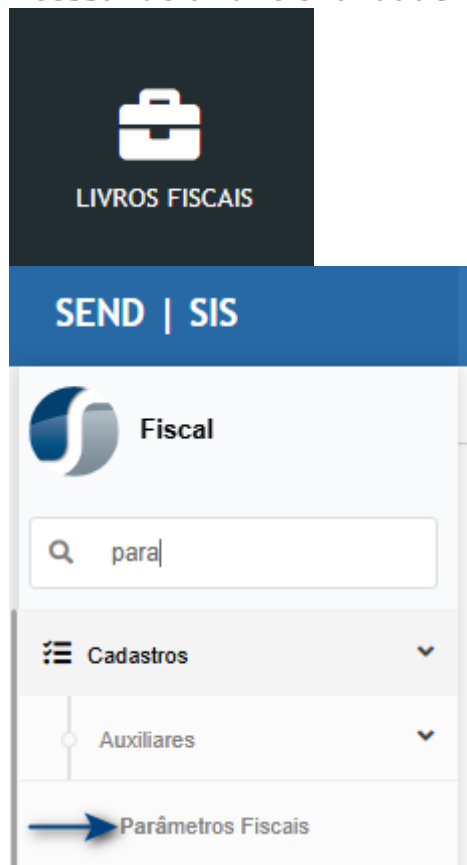 LIVROS FISCAIS
SEND | SIS
Fiscal
para
Cadastros
Auxiliares
Parâmetros Fiscais